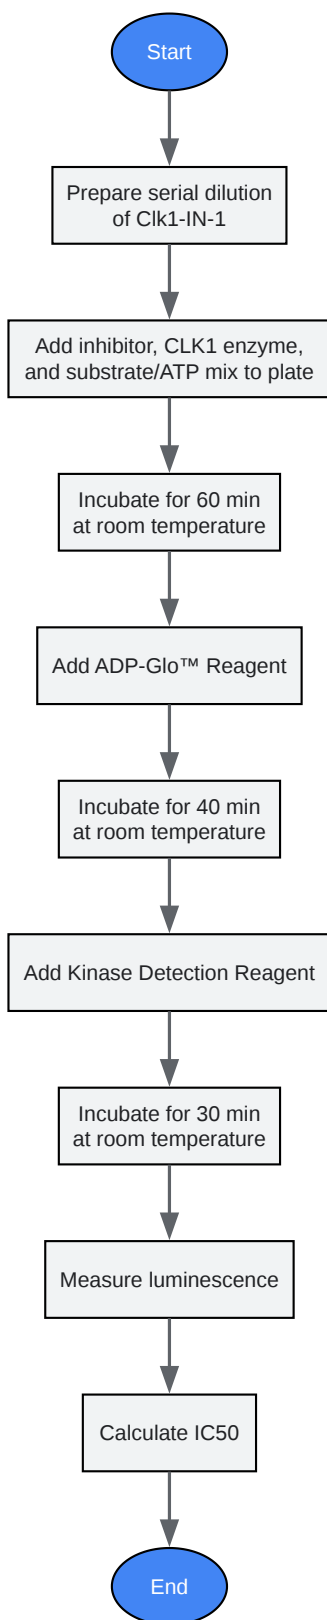 Start
Prepare serial dilution
of Clk1-IN-1
Add inhibitor, CLK1 enzyme,
and substrate/ATP mix to plate
Incubate for 60 min
at room temperature
Add ADP-Glo™ Reagent
Incubate for 40 min
at room temperature
Add Kinase Detection Reagent
Incubate for 30 min
at room temperature
Measure luminescence
Calculate IC50
End